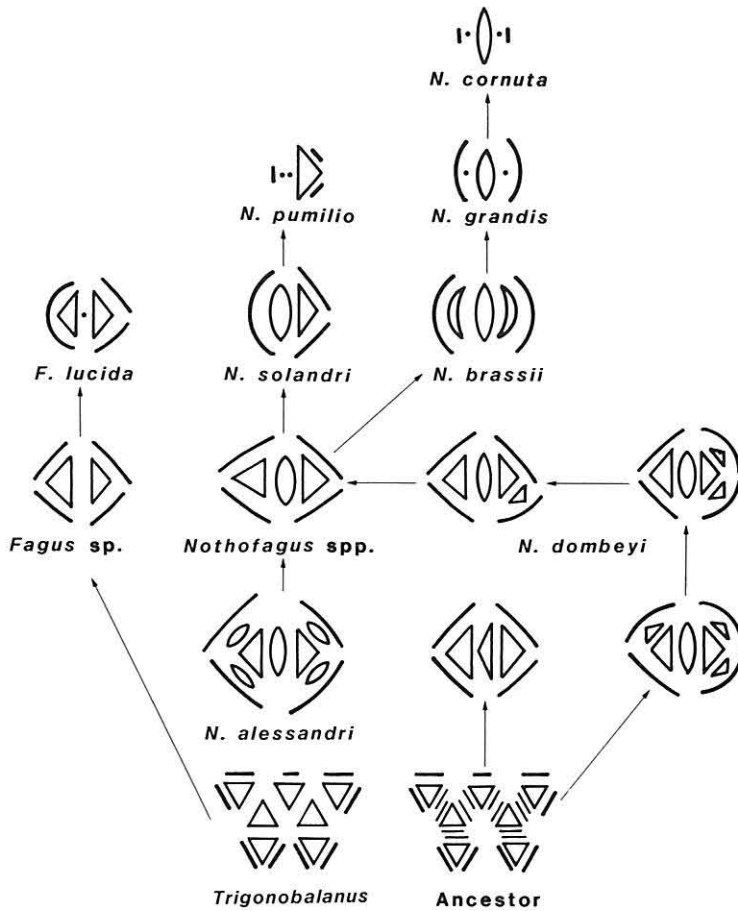 N. cornuta
N. pumilio
N. grandis
F. lucida
N. solandri
N. brassii
Fagus sp.
Nothofagus spp.
N. dombeyi
N. alessandri
Trigonobalanus
Ancestor